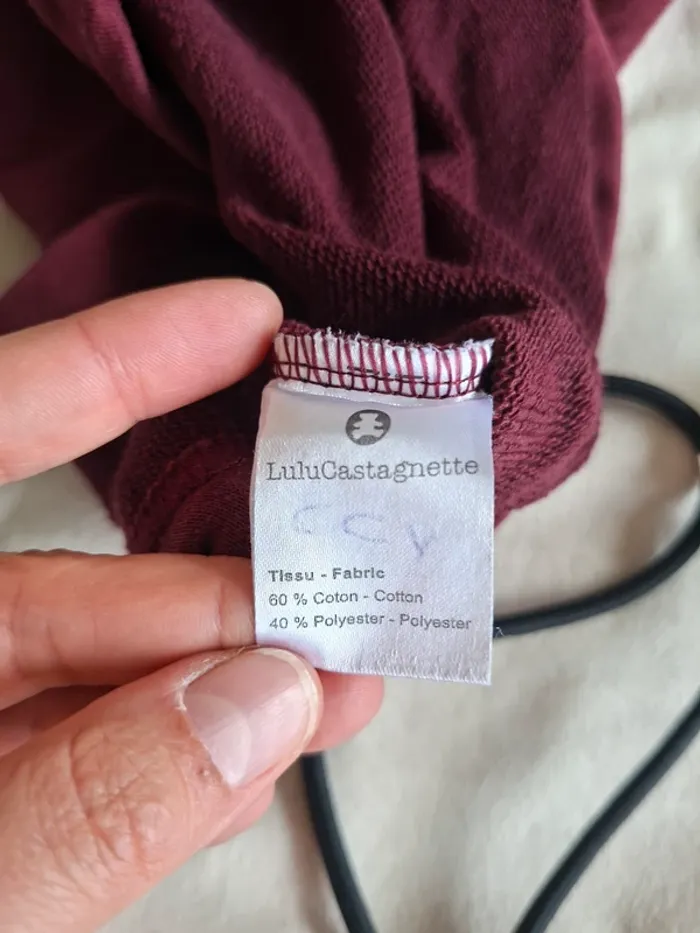 LuluCastagnette
Tissu - Fabric
60 % Coton - Cotton
40 % Polyester - Polyester